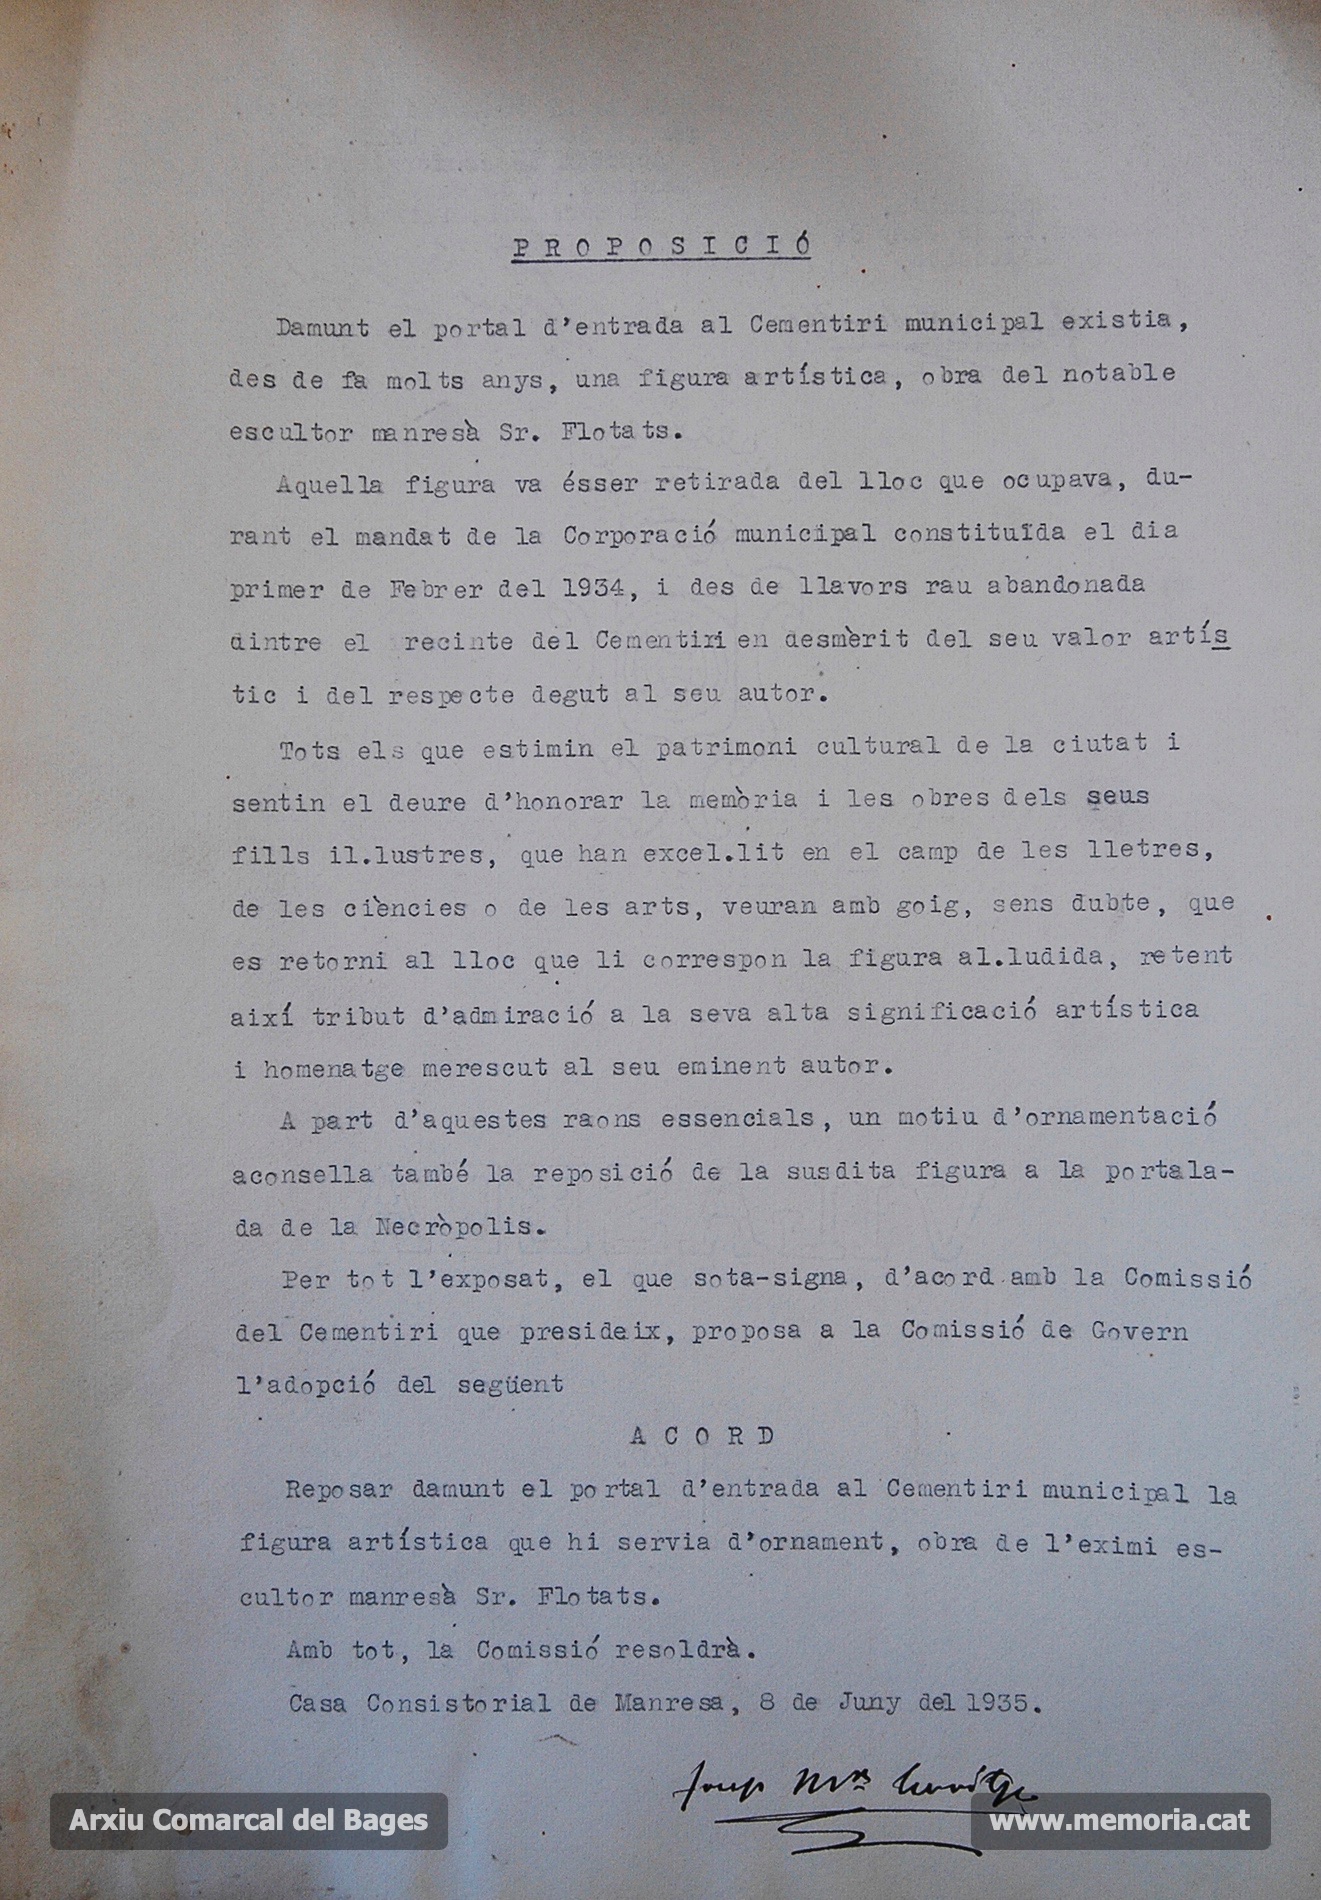 PROPOSICIÓ
Damunt el portal d'entrada al Cementiri municipal existia,
des de fa molts anys, una figura artística, obra del notable
escultor manresà Sr. Flotats.
Aquella figura va ésser retirada del lloc que ocupava, du-
rant el mandat de la Corporació municipal constituïda el dia
primer de Febrer del 1934, i des de llavors rau abandonada
dintre el recinte del Cementiri en desmèrit del seu valor artís
tic i del respecte degut al seu autor.
Tots els que estimin el patrimoni cultural de la ciutat i
sentin el deure d'honorar la memòria i les obres dels seus
fills il.lustres, que han excel.lit en el camp de les lletres,
de les ciències o de les arts, veuran amb goig, sens dubte, que
es retorni al lloc que li correspon la figura al.ludida, retent
així tribut d'admiració a la seva alta significació artística
i homenatge merescut al seu eminent autor.
A part d'aquestes raons essencials, un motiu d'ornamentació
aconsella també la reposició de la susdita figura a la portala-
da de la Necròpolis.
Per tot l'exposat, el que sota-signa, d'acord amb la Comissió
del Cementiri que presideix, proposa a la Comissió de Govern
l'adopció del següent
ACORD
Reposar damunt el portal d'entrada al Cementiri municipal la
figura artística que hi servia d'ornament, obra de l'eximi es-
cultor manresà Sr. Flotats.
Amb tot, la Comissió resoldrà.
Casa Consistorial de Manresa, 8 de Juny del 1935.
Josep Mª
Arxiu Comarcal del Bages
www.memoria.cat